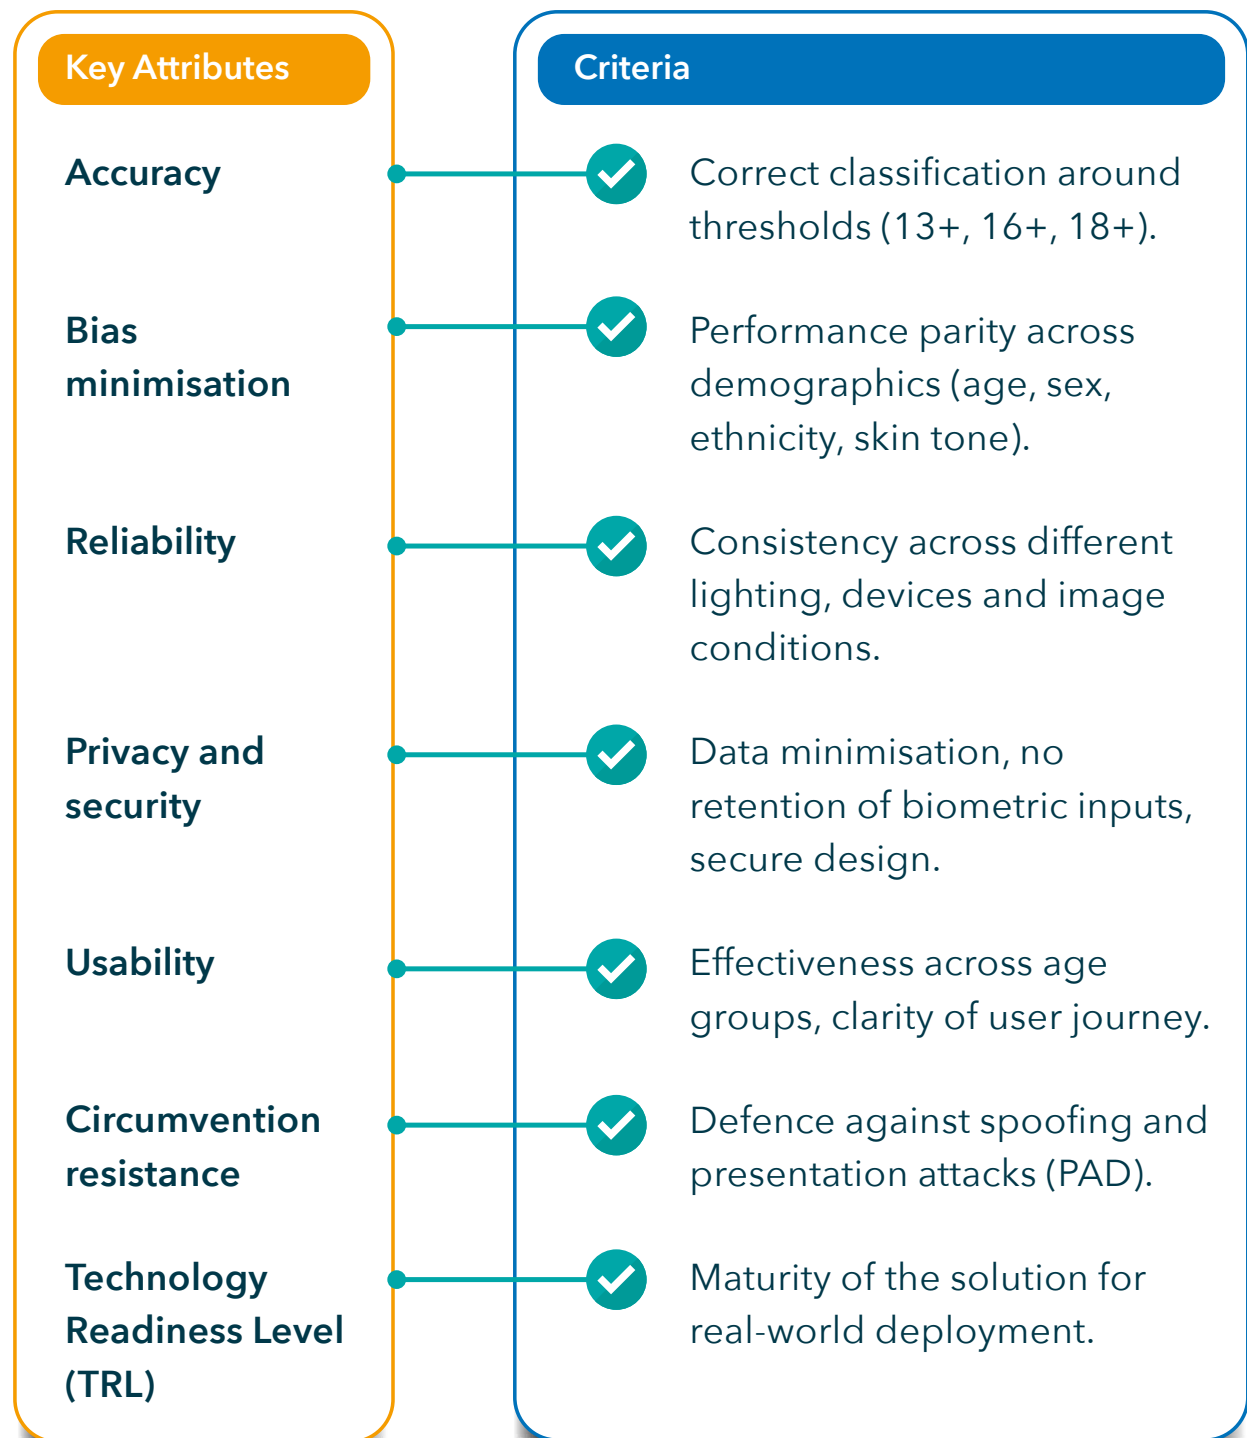 Key Attributes
Criteria
Accuracy
Correct classification around
thresholds (13+, 16+, 18+).
Bias
minimisation
Performance parity across
demographics (age, sex,
ethnicity, skin tone).
Reliability
Consistency across different
lighting, devices and image
conditions.
Privacy and
security
Data minimisation, no
retention of biometric inputs,
secure design.
Usability
Effectiveness across age
groups, clarity of user journey.
Circumvention
resistance
Defence against spoofing and
presentation attacks (PAD).
Technology
Readiness Level
(TRL)
Maturity of the solution for
real-world deployment.